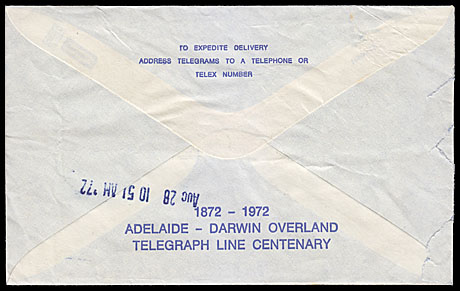 TO EXPEDITE DELIVERY
ADDRESS TELEGRAMS TO A TELEPHONE OR
TELEX NUMBER
AUG 28 10 51 AM '72
1872 - 1972
ADELAIDE - DARWIN OVERLAND
TELEGRAPH LINE CENTENARY